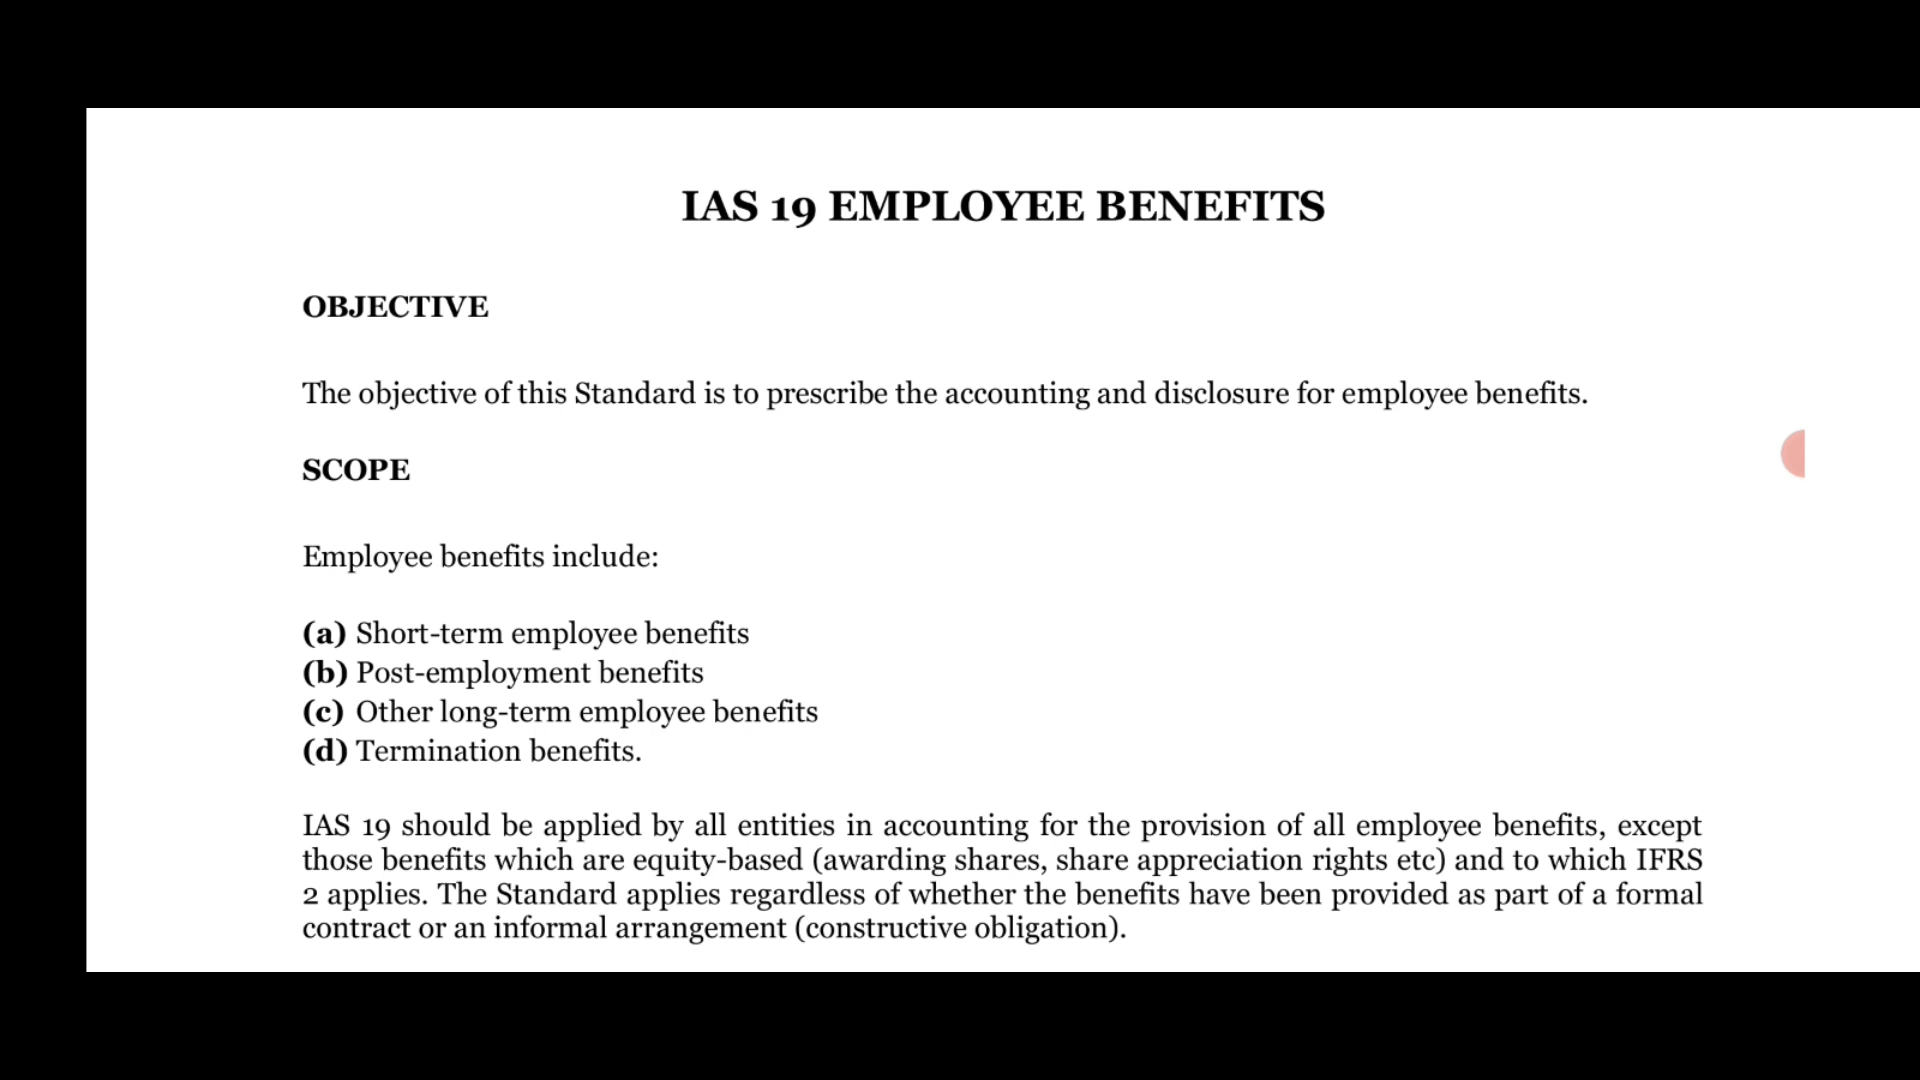 IAS 19 EMPLOYEE BENEFITS
OBJECTIVE
The objective of this Standard is to prescribe the accounting and disclosure for employee benefits.
SCOPE
Employee benefits include:
(a) Short-term employee benefits
(b) Post-employment benefits
(c) Other long-term employee benefits
(d) Termination benefits.
IAS 19 should be applied by all entities in accounting for the provision of all employee benefits, except
those benefits which are equity-based (awarding shares, share appreciation rights etc) and to which IFRS
2 applies. The Standard applies regardless of whether the benefits have been provided as part of a formal
contract or an informal arrangement (constructive obligation).